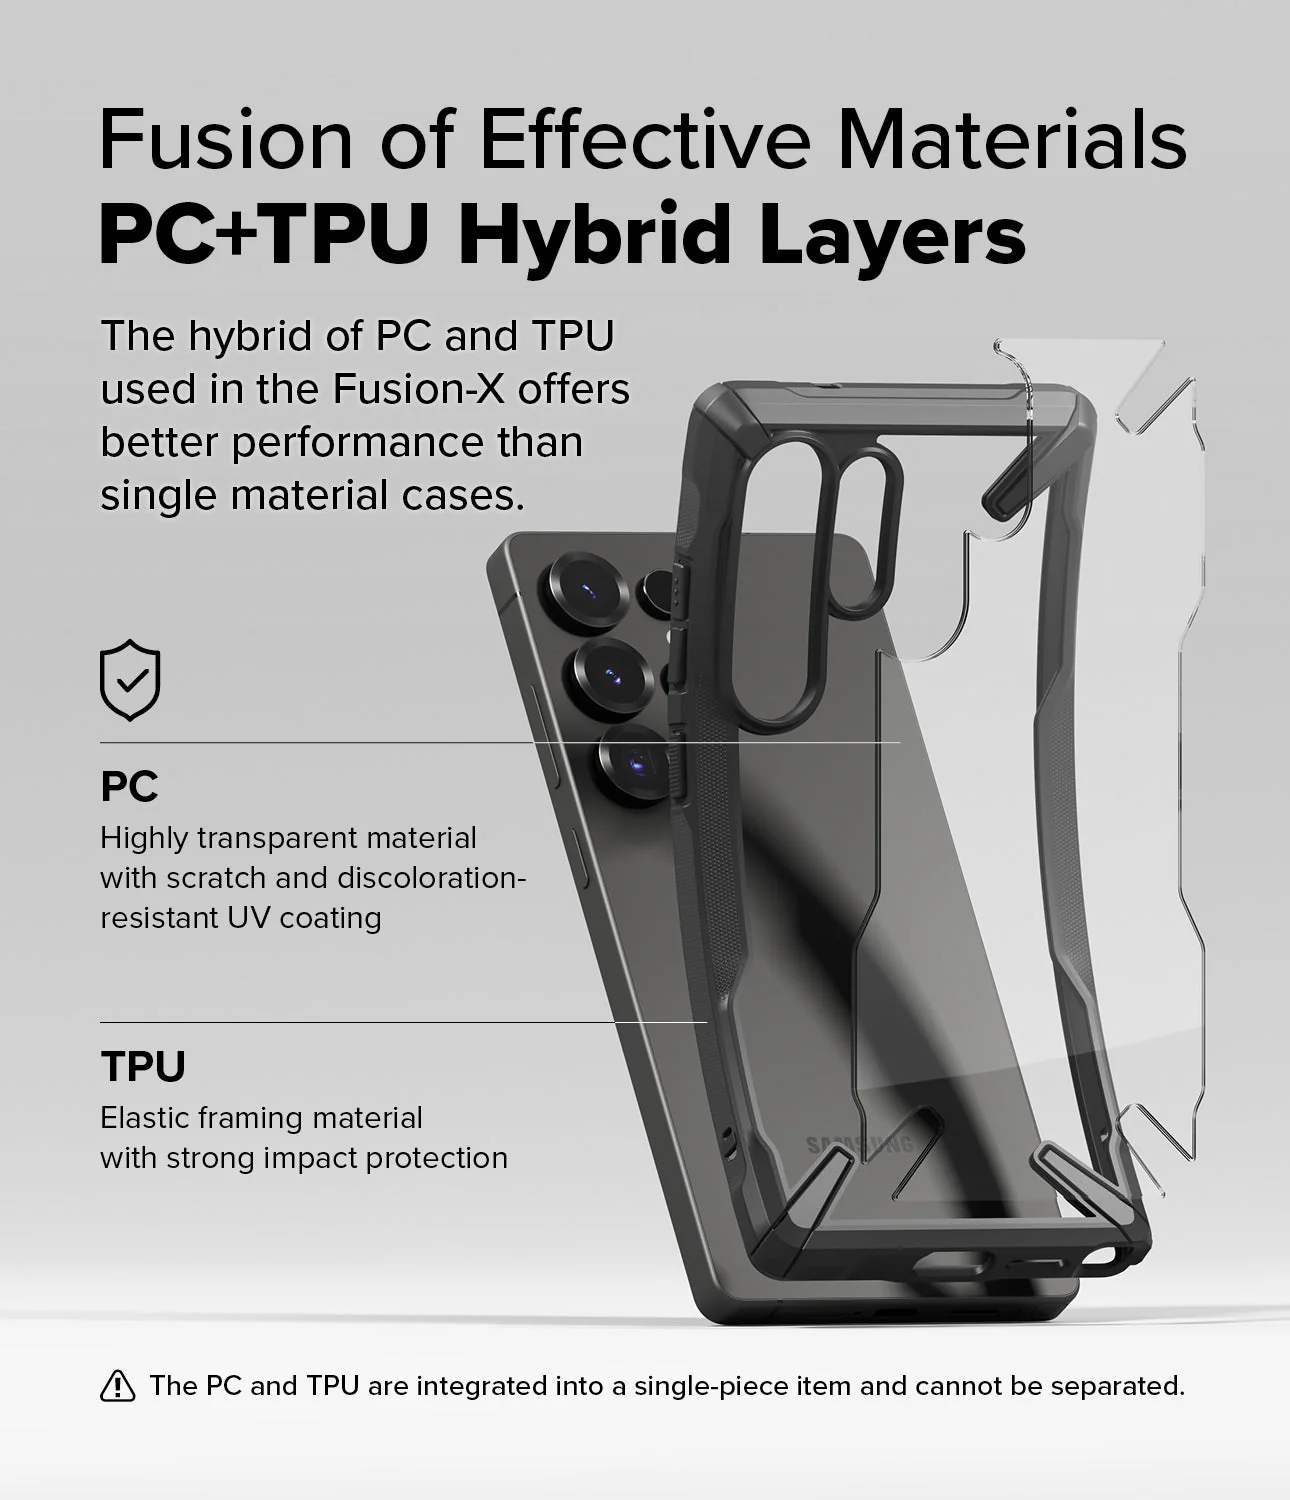 Fusion of Effective Materials
PC+TPU Hybrid Layers
The hybrid of PC and TPU
used in the Fusion-X offers
better performance than
single material cases.
PC
Highly transparent material
with scratch and discoloration-
resistant UV coating
TPU
Elastic framing material
with strong impact protection
SAMSUNG
The PC and TPU are integrated into a single-piece item and cannot be separated.